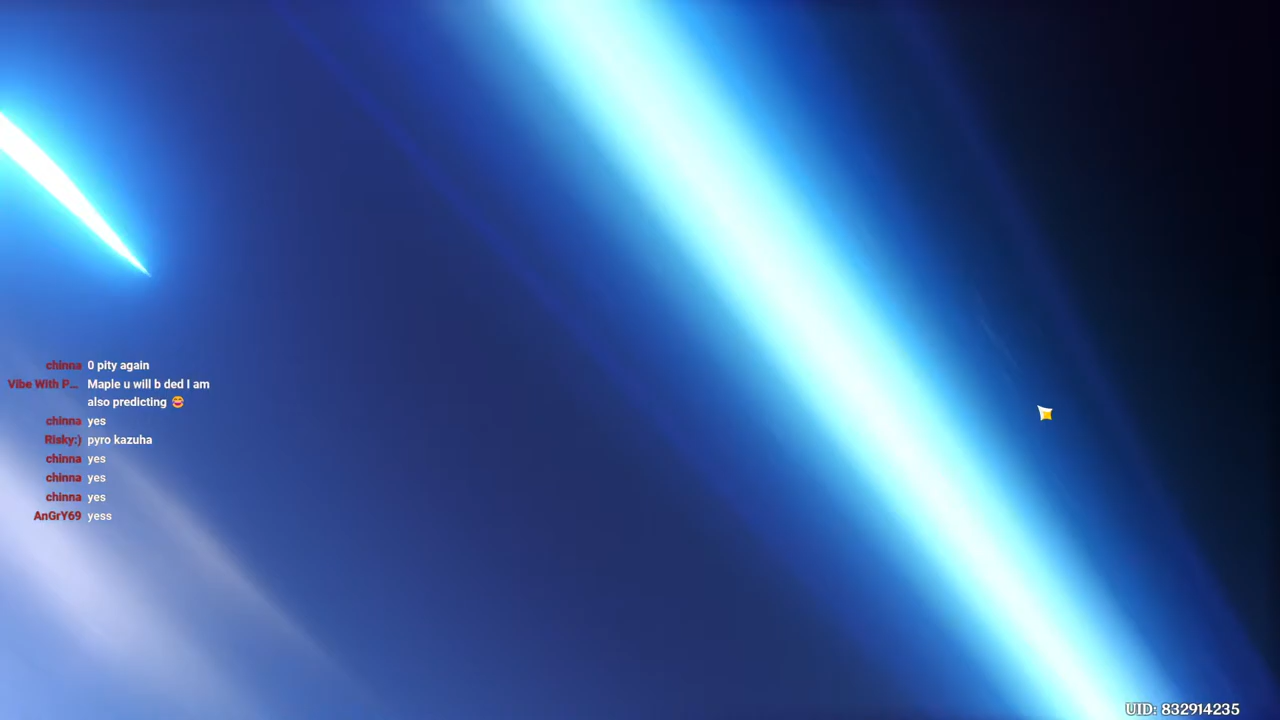 chinna 0 pity again
Vibe With P... Maple u will b ded I am
also predicting
chinna yes
Risky:) pyro kazuha
chinna yes
chinna yes
chinna yes
AnGrY69 yess
UID: 832914235